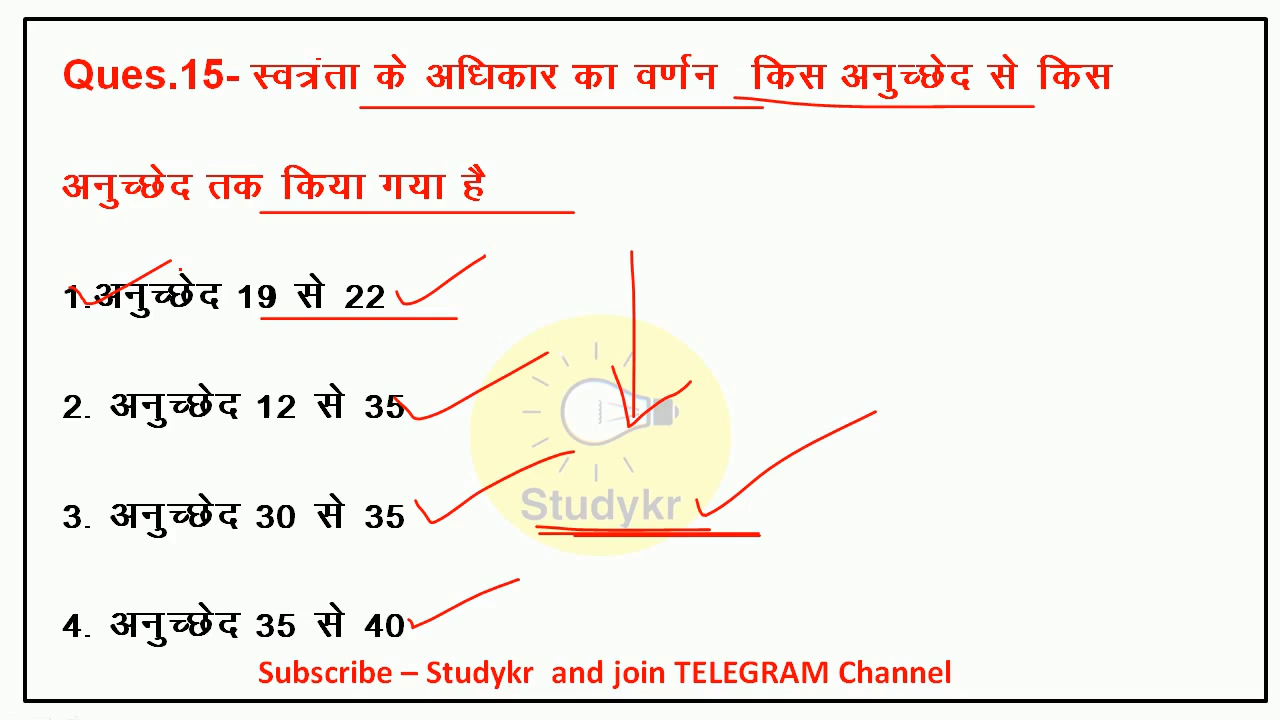 Ques.15- स्वत्रंता के अधिकार का वर्णन किस अनुच्छेद से किस
अनुच्छेद तक किया गया है
1.अनुच्छेद 19 से 22
2. अनुच्छेद 12 से 35
3. अनुच्छेद 30 से 35
Studykr
4. अनुच्छेद 35 से 40
Subscribe – Studykr and join TELEGRAM Channel